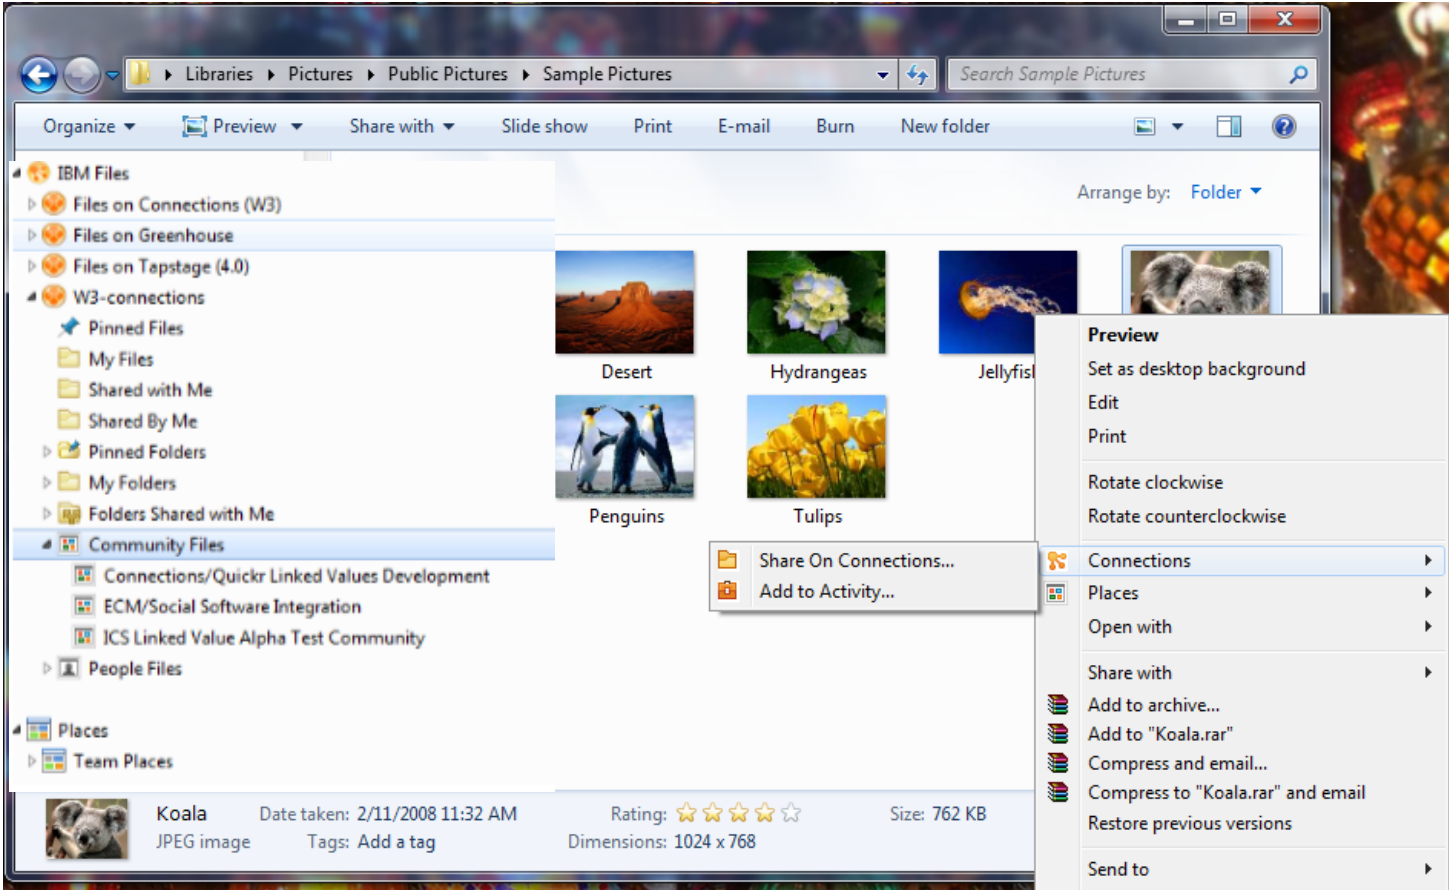 Libraries ▸ Pictures ▸ Public Pictures ▸ Sample Pictures
Search Sample Pictures
Organize Preview Share with Slide show Print E-mail Burn New folder
Arrange by: Folder
IBM Files
Files on Connections (W3)
Files on Greenhouse
Files on Tapstage (4.0)
W3-connections
Pinned Files
My Files
Shared with Me
Shared By Me
Pinned Folders
My Folders
Folders Shared with Me
Community Files
Connections/Quickr Linked Values Development
ECM/Social Software Integration
ICS Linked Value Alpha Test Community
People Files
Places
Team Places
Desert
Hydrangeas
Jellyfish
Penguins
Tulips
Share On Connections...
Add to Activity...
Preview
Set as desktop background
Edit
Print
Rotate clockwise
Rotate counterclockwise
Connections
Places
Open with
Share with
Add to archive...
Add to "Koala.rar"
Compress and email...
Compress to "Koala.rar" and email
Restore previous versions
Send to
Koala Date taken: 2/11/2008 11:32 AM Rating: Size: 762 KB
JPEG image Tags: Add a tag Dimensions: 1024 x 768